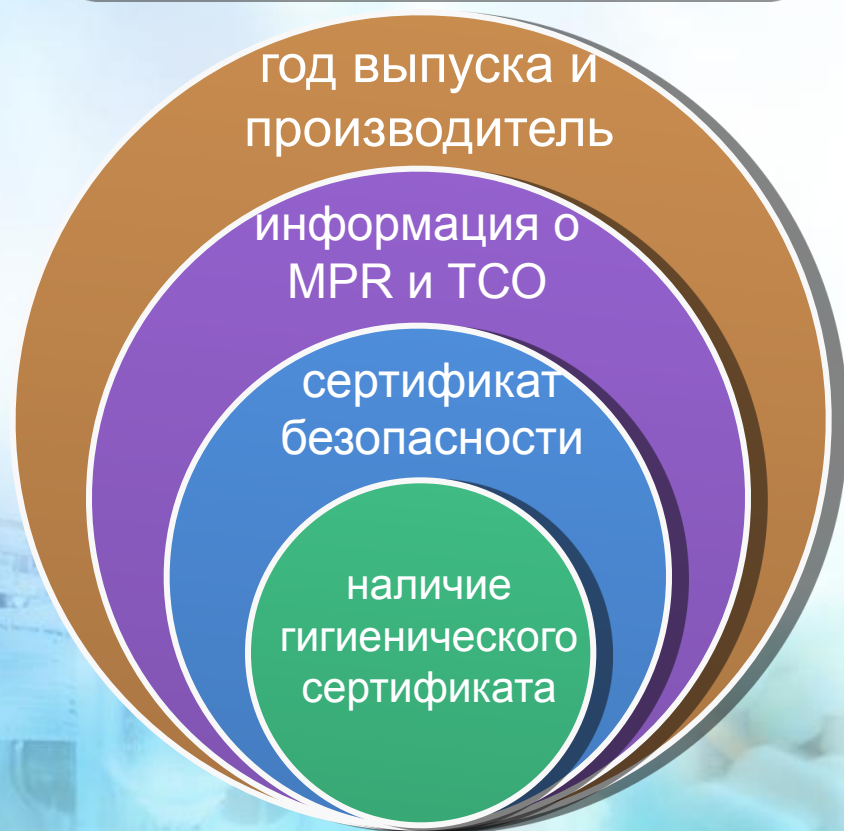 год выпуска и
производитель
информация о
MPR и TCO
сертификат
безопасности
наличие
гигиенического
сертификата